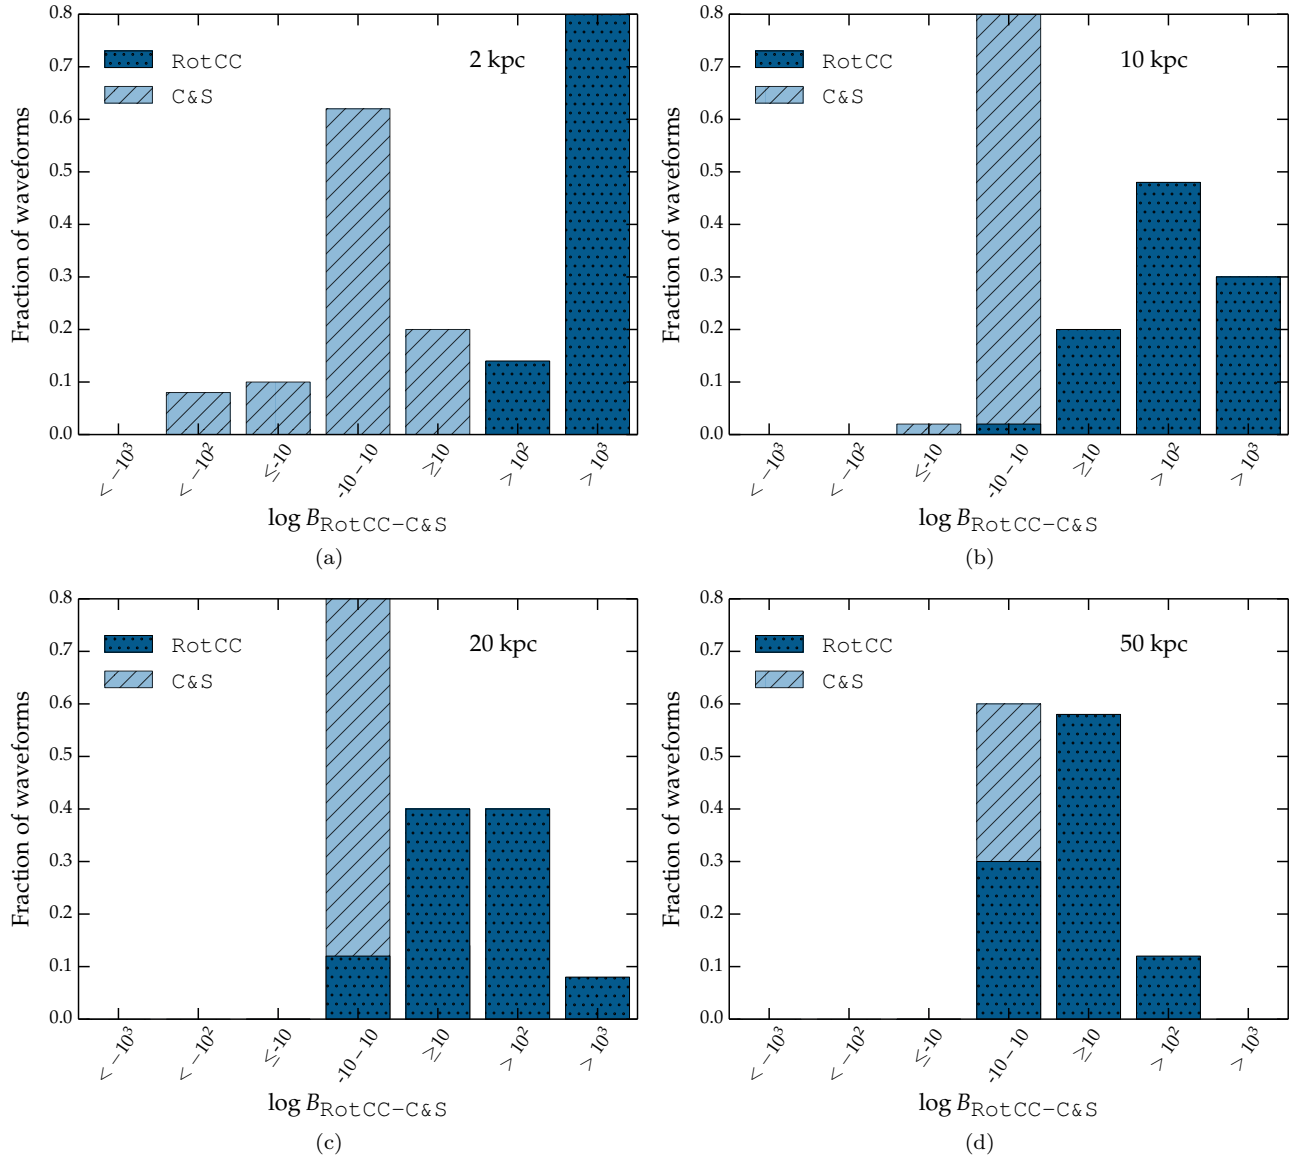 0.8
0.7
0.6
0.5
0.4
0.3
0.2
0.1
0.0
Fraction of waveforms
RotCC
C&S
2 kpc
< −10³
< −10²
≤-10
-10 – 10
≥10
> 10²
> 10³
log B RotCC−C&S
(a)
0.8
0.7
0.6
0.5
0.4
0.3
0.2
0.1
0.0
Fraction of waveforms
RotCC
C&S
10 kpc
< −10³
< −10²
≤-10
-10 – 10
≥10
> 10²
> 10³
log B RotCC−C&S
(b)
0.8
0.7
0.6
0.5
0.4
0.3
0.2
0.1
0.0
Fraction of waveforms
RotCC
C&S
20 kpc
< −10³
< −10²
≤-10
-10 – 10
≥10
> 10²
> 10³
log B RotCC−C&S
(c)
0.8
0.7
0.6
0.5
0.4
0.3
0.2
0.1
0.0
Fraction of waveforms
RotCC
C&S
50 kpc
< −10³
< −10²
≤-10
-10 – 10
≥10
> 10²
> 10³
log B RotCC−C&S
(d)